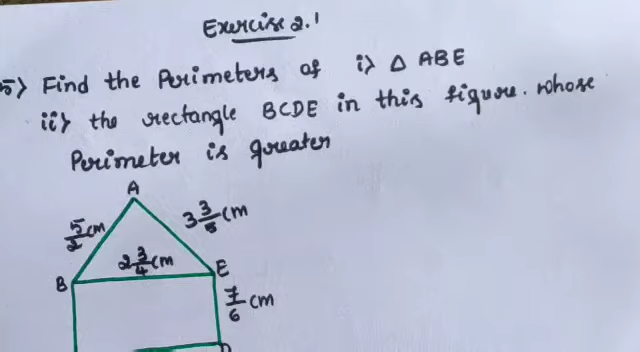 Exercise 2.1
5) Find the Perimeters of i) Δ ABE
ii) the rectangle BCDE in this figure. whose
Perimeter is greater
A
5/2 cm
3 3/5 cm
2 3/4 cm
B
E
7/6 cm
D